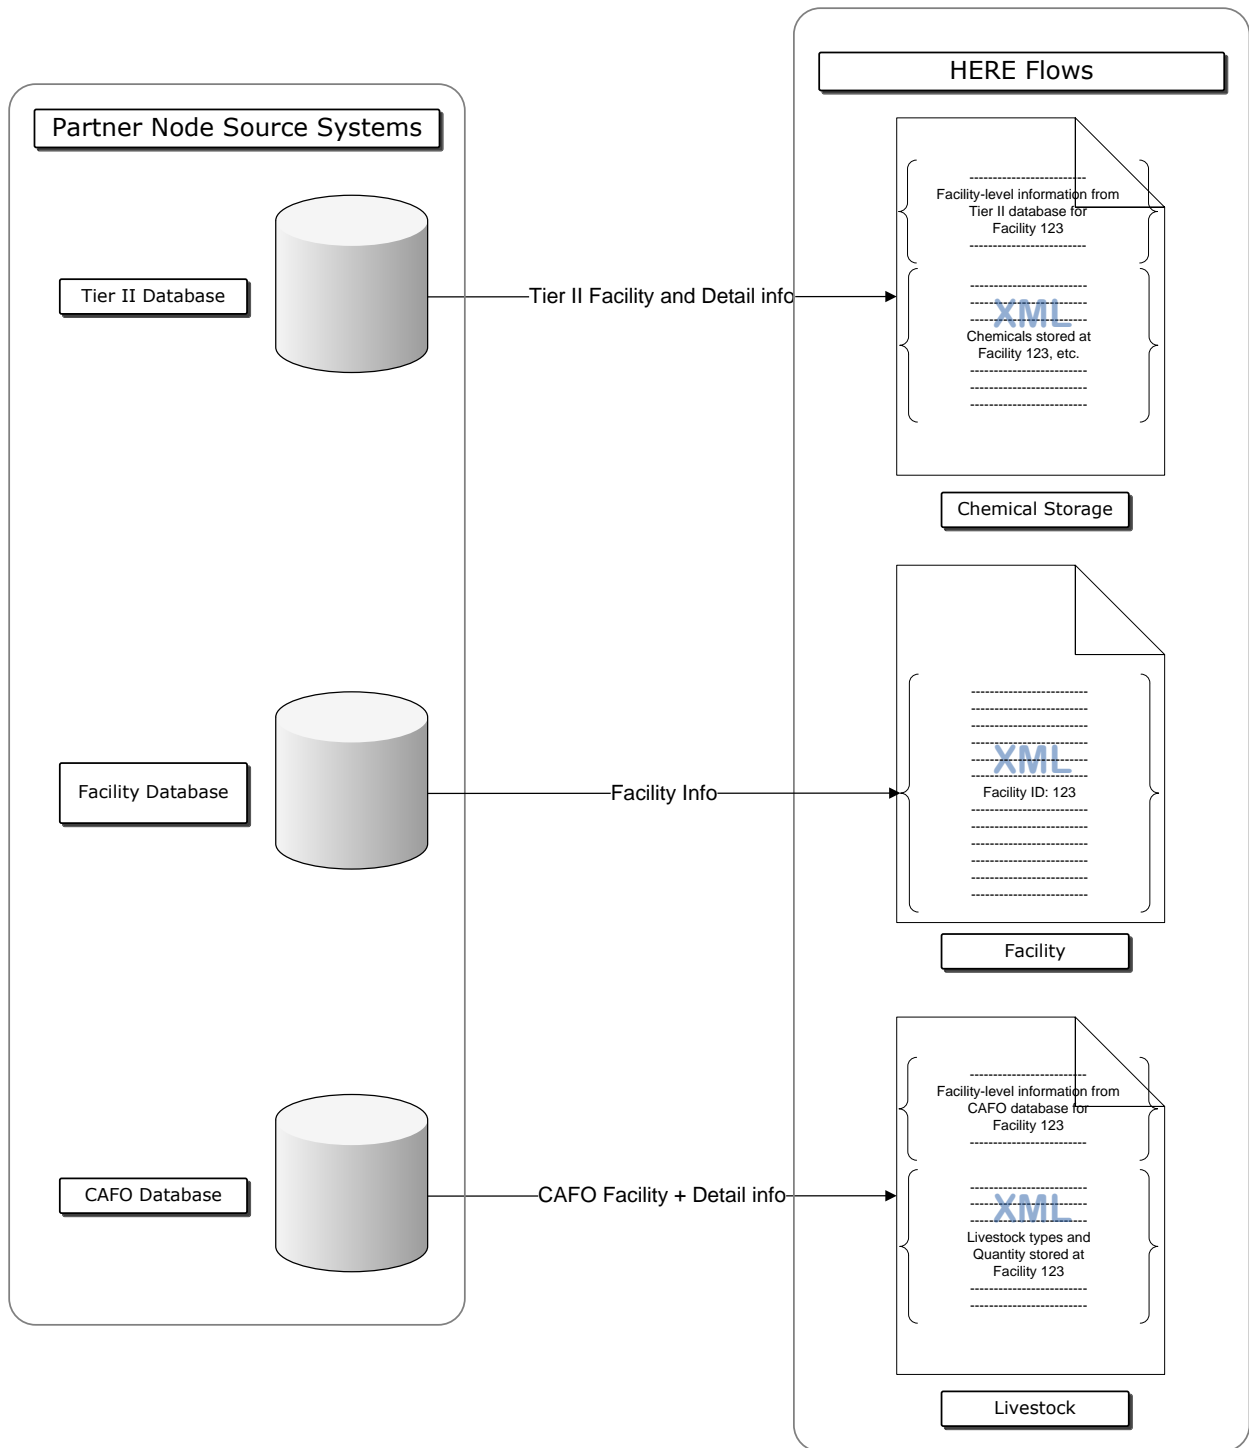 HERE Flows
Partner Node Source Systems
Tier II Database
Tier II Facility and Detail info
--------------------------
Facility-level information from
Tier II database for
Facility 123
--------------------------
--------------------------
--------------------------
--------------------------
XML
Chemicals stored at
Facility 123, etc.
--------------------------
--------------------------
--------------------------
Chemical Storage
Facility Database
Facility Info
--------------------------
--------------------------
--------------------------
--------------------------
XML
--------------------------
--------------------------
Facility ID: 123
--------------------------
--------------------------
--------------------------
--------------------------
--------------------------
--------------------------
Facility
CAFO Database
CAFO Facility + Detail info
--------------------------
Facility-level information from
CAFO database for
Facility 123
--------------------------
--------------------------
--------------------------
--------------------------
XML
Livestock types and
Quantity stored at
Facility 123
--------------------------
--------------------------
Livestock